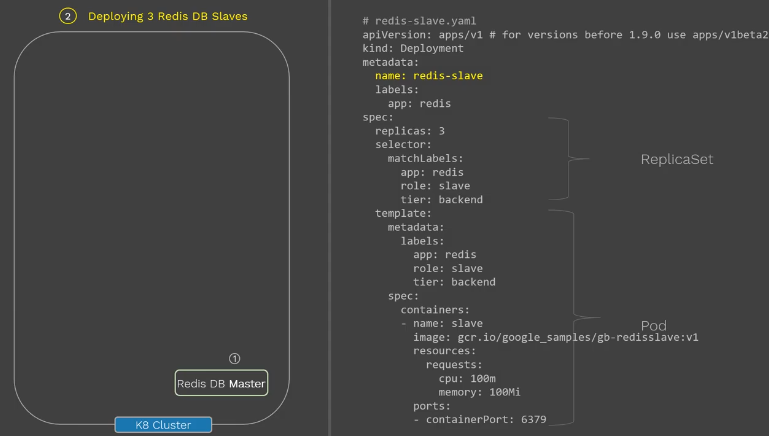 ② Deploying 3 Redis DB Slaves
①
Redis DB Master
K8 Cluster
# redis-slave.yaml
apiVersion: apps/v1 # for versions before 1.9.0 use apps/v1beta2
kind: Deployment
metadata:
  name: redis-slave
  labels:
    app: redis
spec:
  replicas: 3
  selector:
    matchLabels:
      app: redis
      role: slave
      tier: backend
  template:
    metadata:
      labels:
        app: redis
        role: slave
        tier: backend
    spec:
      containers:
      - name: slave
        image: gcr.io/google_samples/gb-redisslave:v1
        resources:
          requests:
            cpu: 100m
            memory: 100Mi
        ports:
        - containerPort: 6379
ReplicaSet
Pod